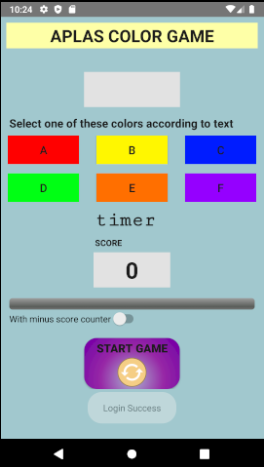 10:24
APLAS COLOR GAME
Select one of these colors according to text
A B C
D E F
timer
SCORE
0
With minus score counter
START GAME
Login Success